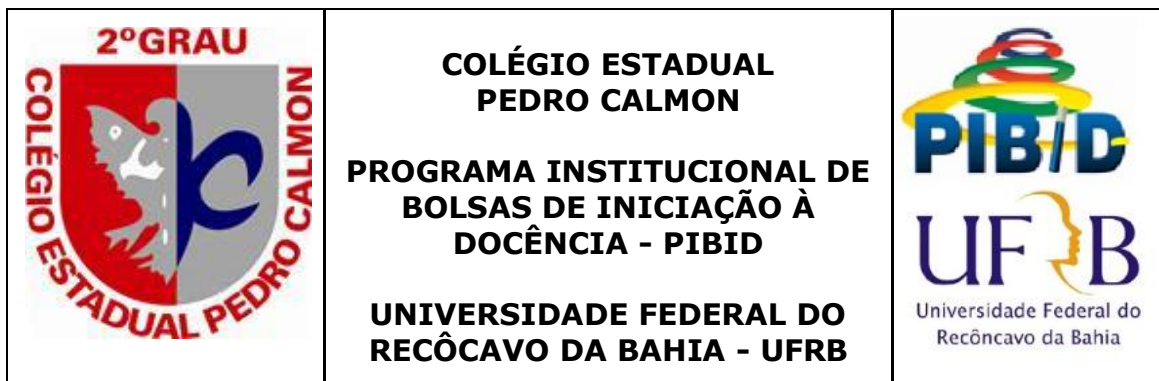 2ºGRAU
COLÉGIO ESTADUAL PEDRO CALMON
COLÉGIO ESTADUAL
PEDRO CALMON
PROGRAMA INSTITUCIONAL DE
BOLSAS DE INICIAÇÃO À
DOCÊNCIA - PIBID
UNIVERSIDADE FEDERAL DO
RECÔCAVO DA BAHIA - UFRB
PIBID
UFRB
Universidade Federal do
Recôncavo da Bahia